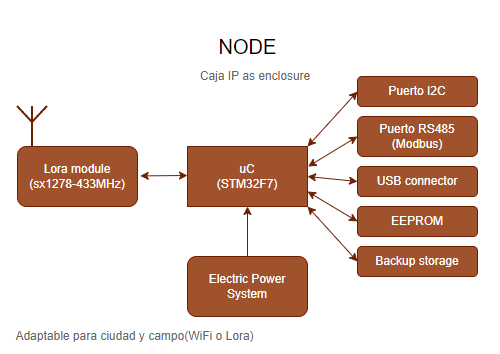 NODE
Caja IP as enclosure
Lora module
(sx1278-433MHz)
uC
(STM32F7)
Puerto I2C
Puerto RS485
(Modbus)
USB connector
EEPROM
Backup storage
Electric Power
System
Adaptable para ciudad y campo(WiFi o Lora)